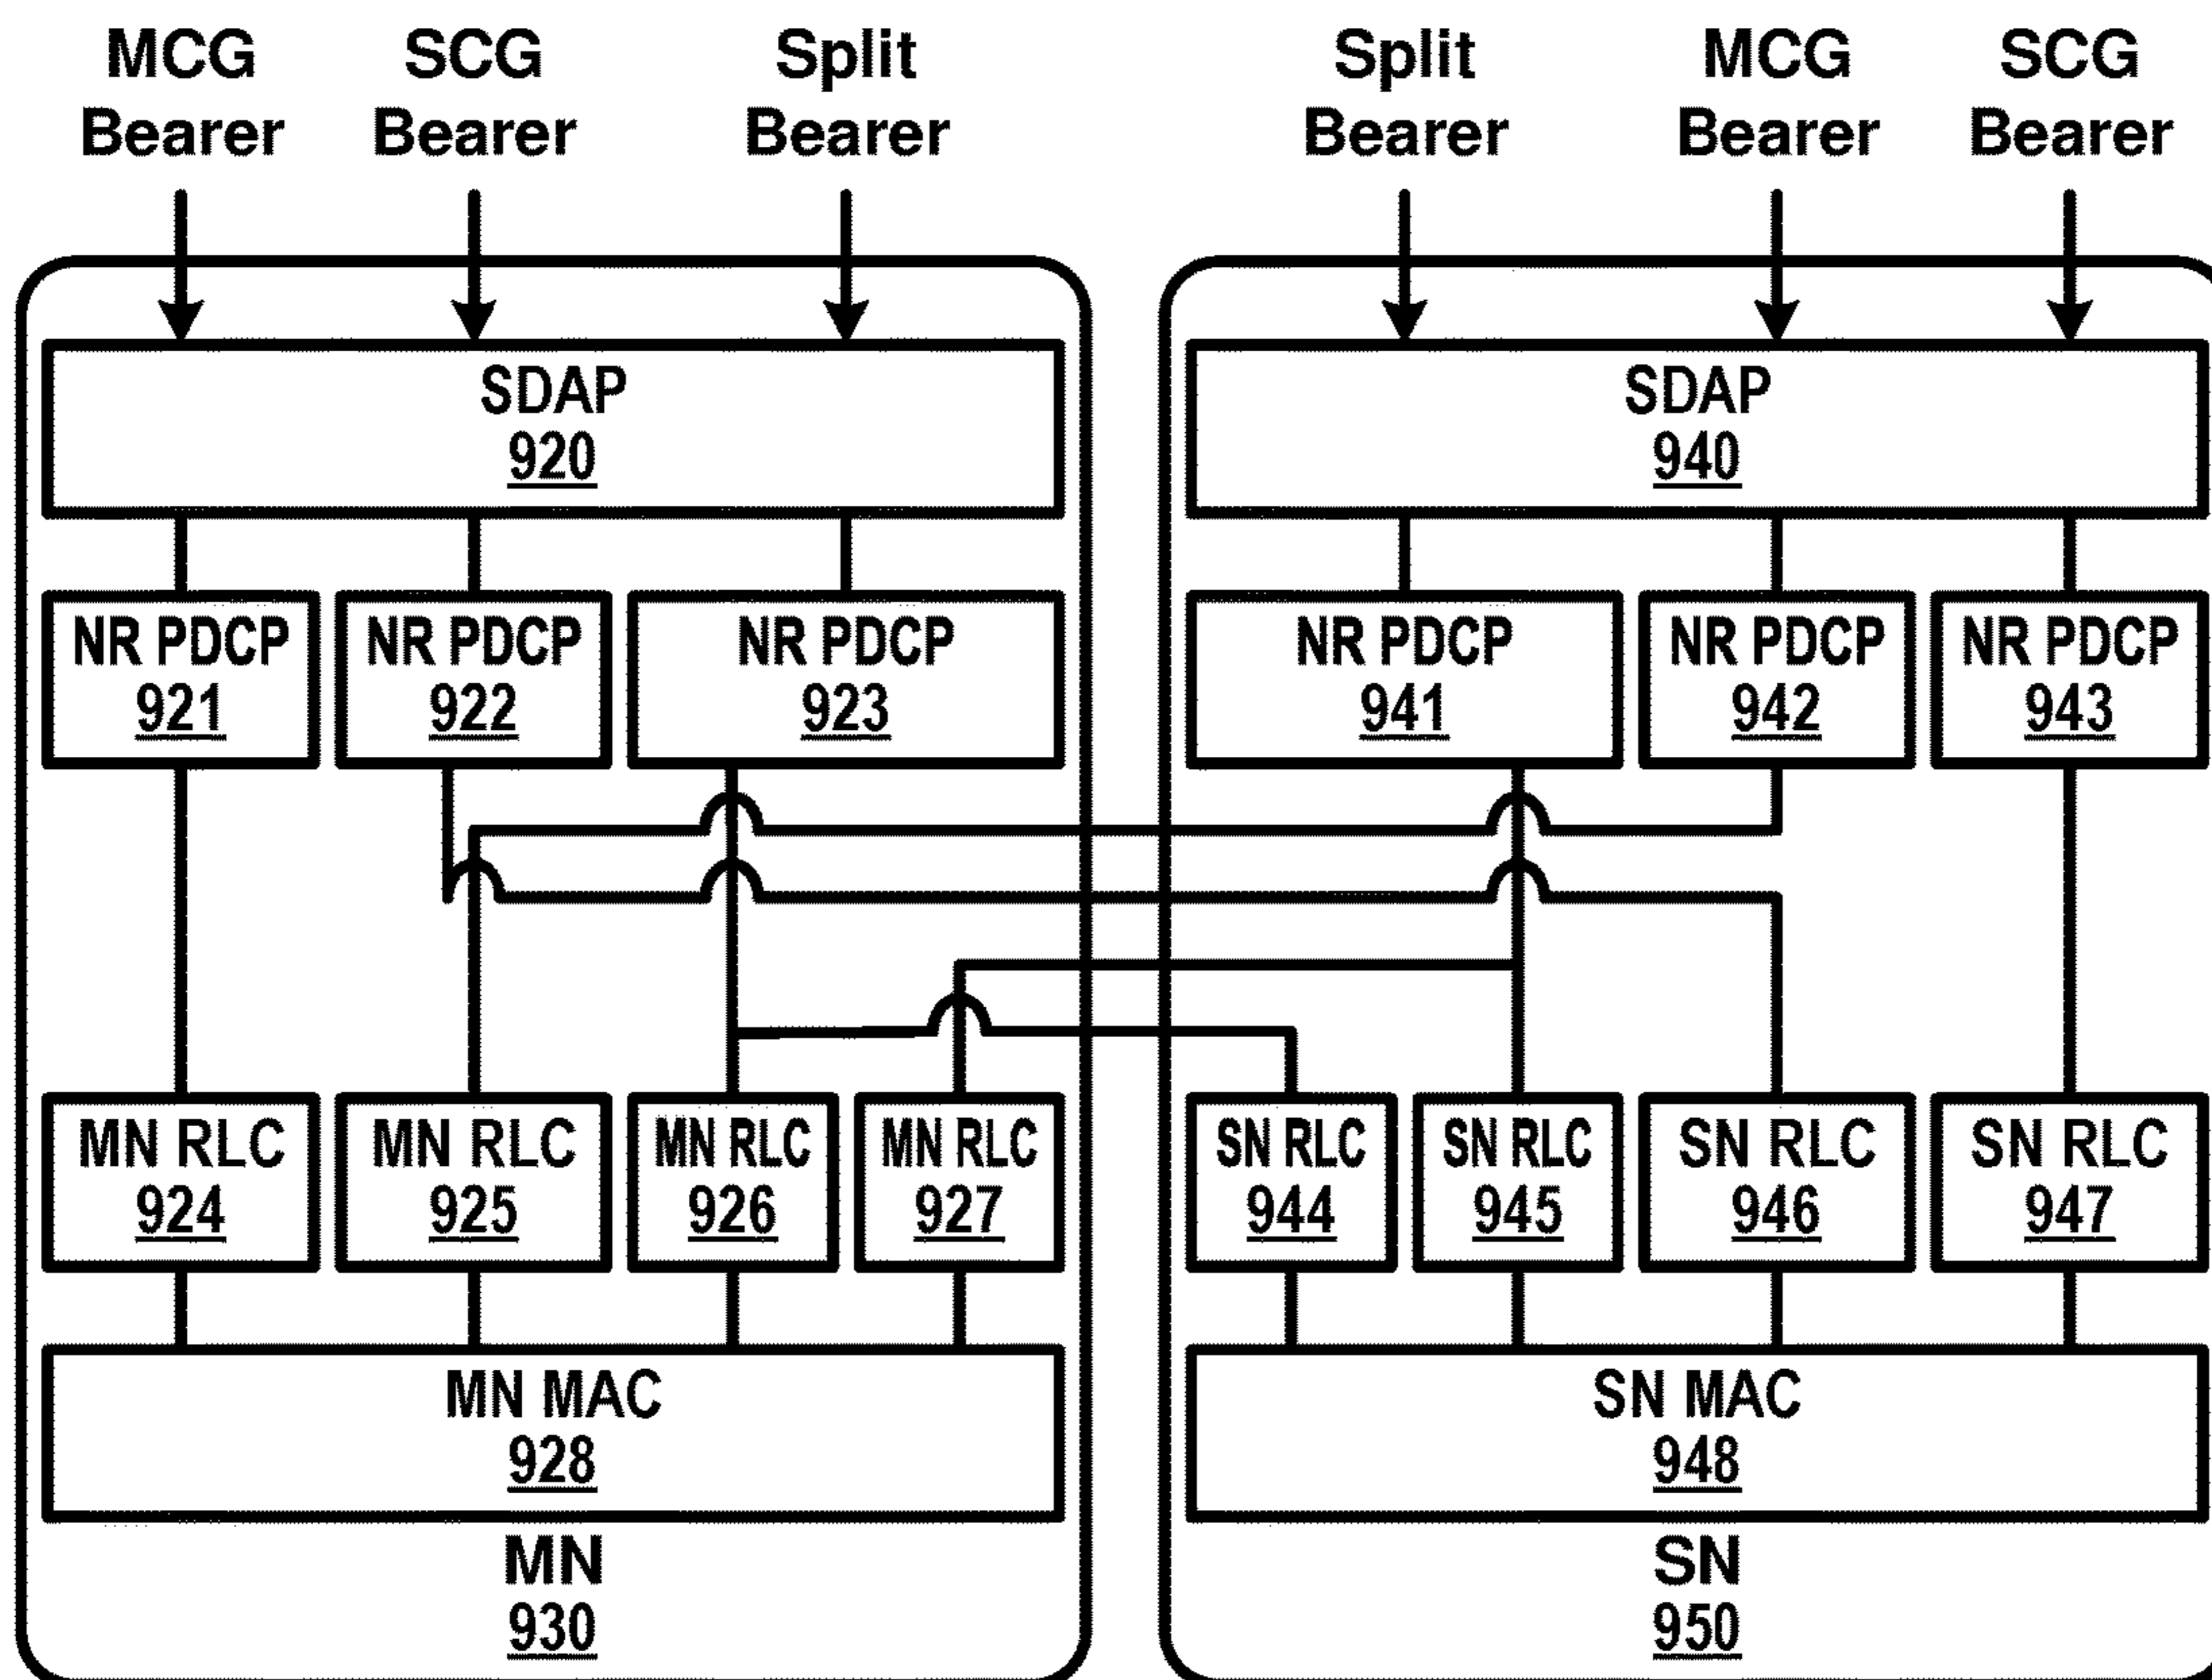 MCG Bearer
SCG Bearer
Split Bearer
Split Bearer
MCG Bearer
SCG Bearer
SDAP
920
SDAP
940
NR PDCP
921
NR PDCP
922
NR PDCP
923
NR PDCP
941
NR PDCP
942
NR PDCP
943
MN RLC
924
MN RLC
925
MN RLC
926
MN RLC
927
SN RLC
944
SN RLC
945
SN RLC
946
SN RLC
947
MN MAC
928
SN MAC
948
MN
930
SN
950